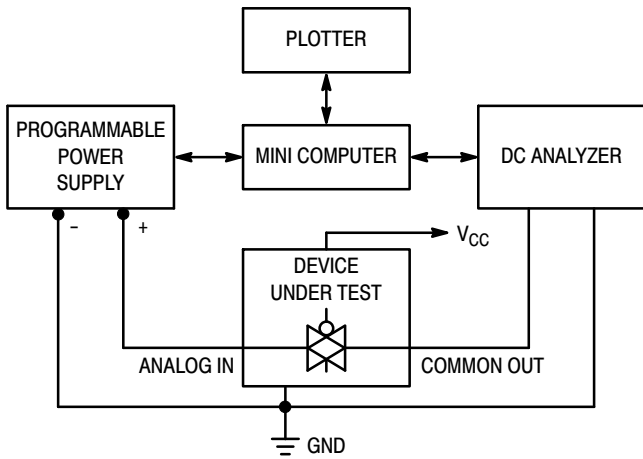 PLOTTER
PROGRAMMABLE
POWER
SUPPLY
MINI COMPUTER
DC ANALYZER
– +
VCC
DEVICE
UNDER TEST
ANALOG IN
COMMON OUT
GND